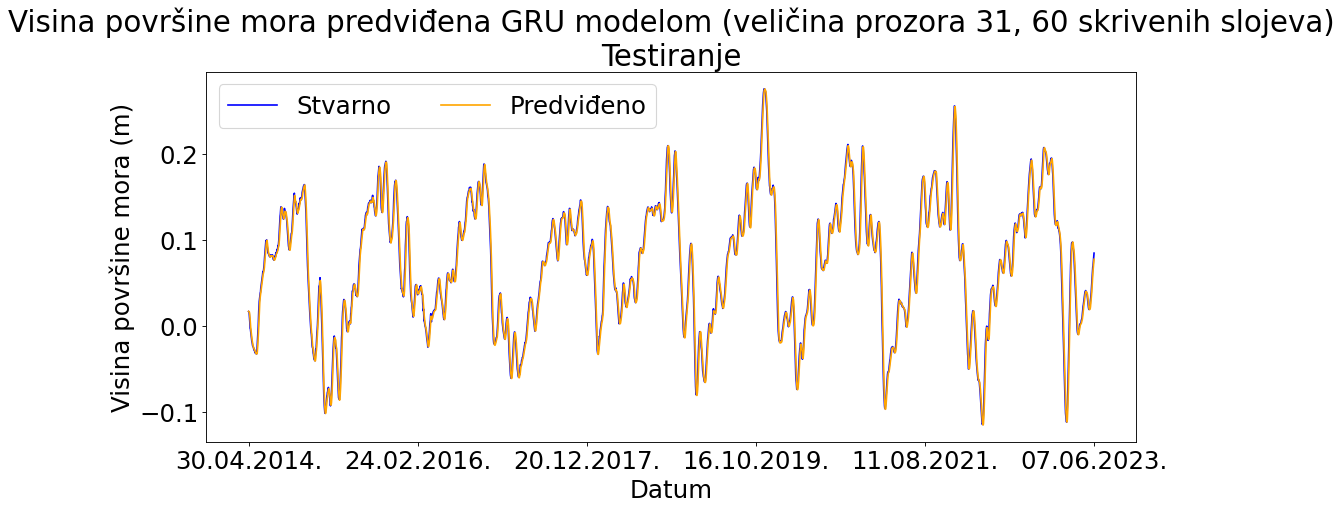 Visina površine mora predviđena GRU modelom (veličina prozora 31, 60 skrivenih slojeva)
Testiranje
Stvarno Predviđeno
Visina površine mora (m)
0.2
0.1
0.0
−0.1
30.04.2014. 24.02.2016. 20.12.2017. 16.10.2019. 11.08.2021. 07.06.2023.
Datum